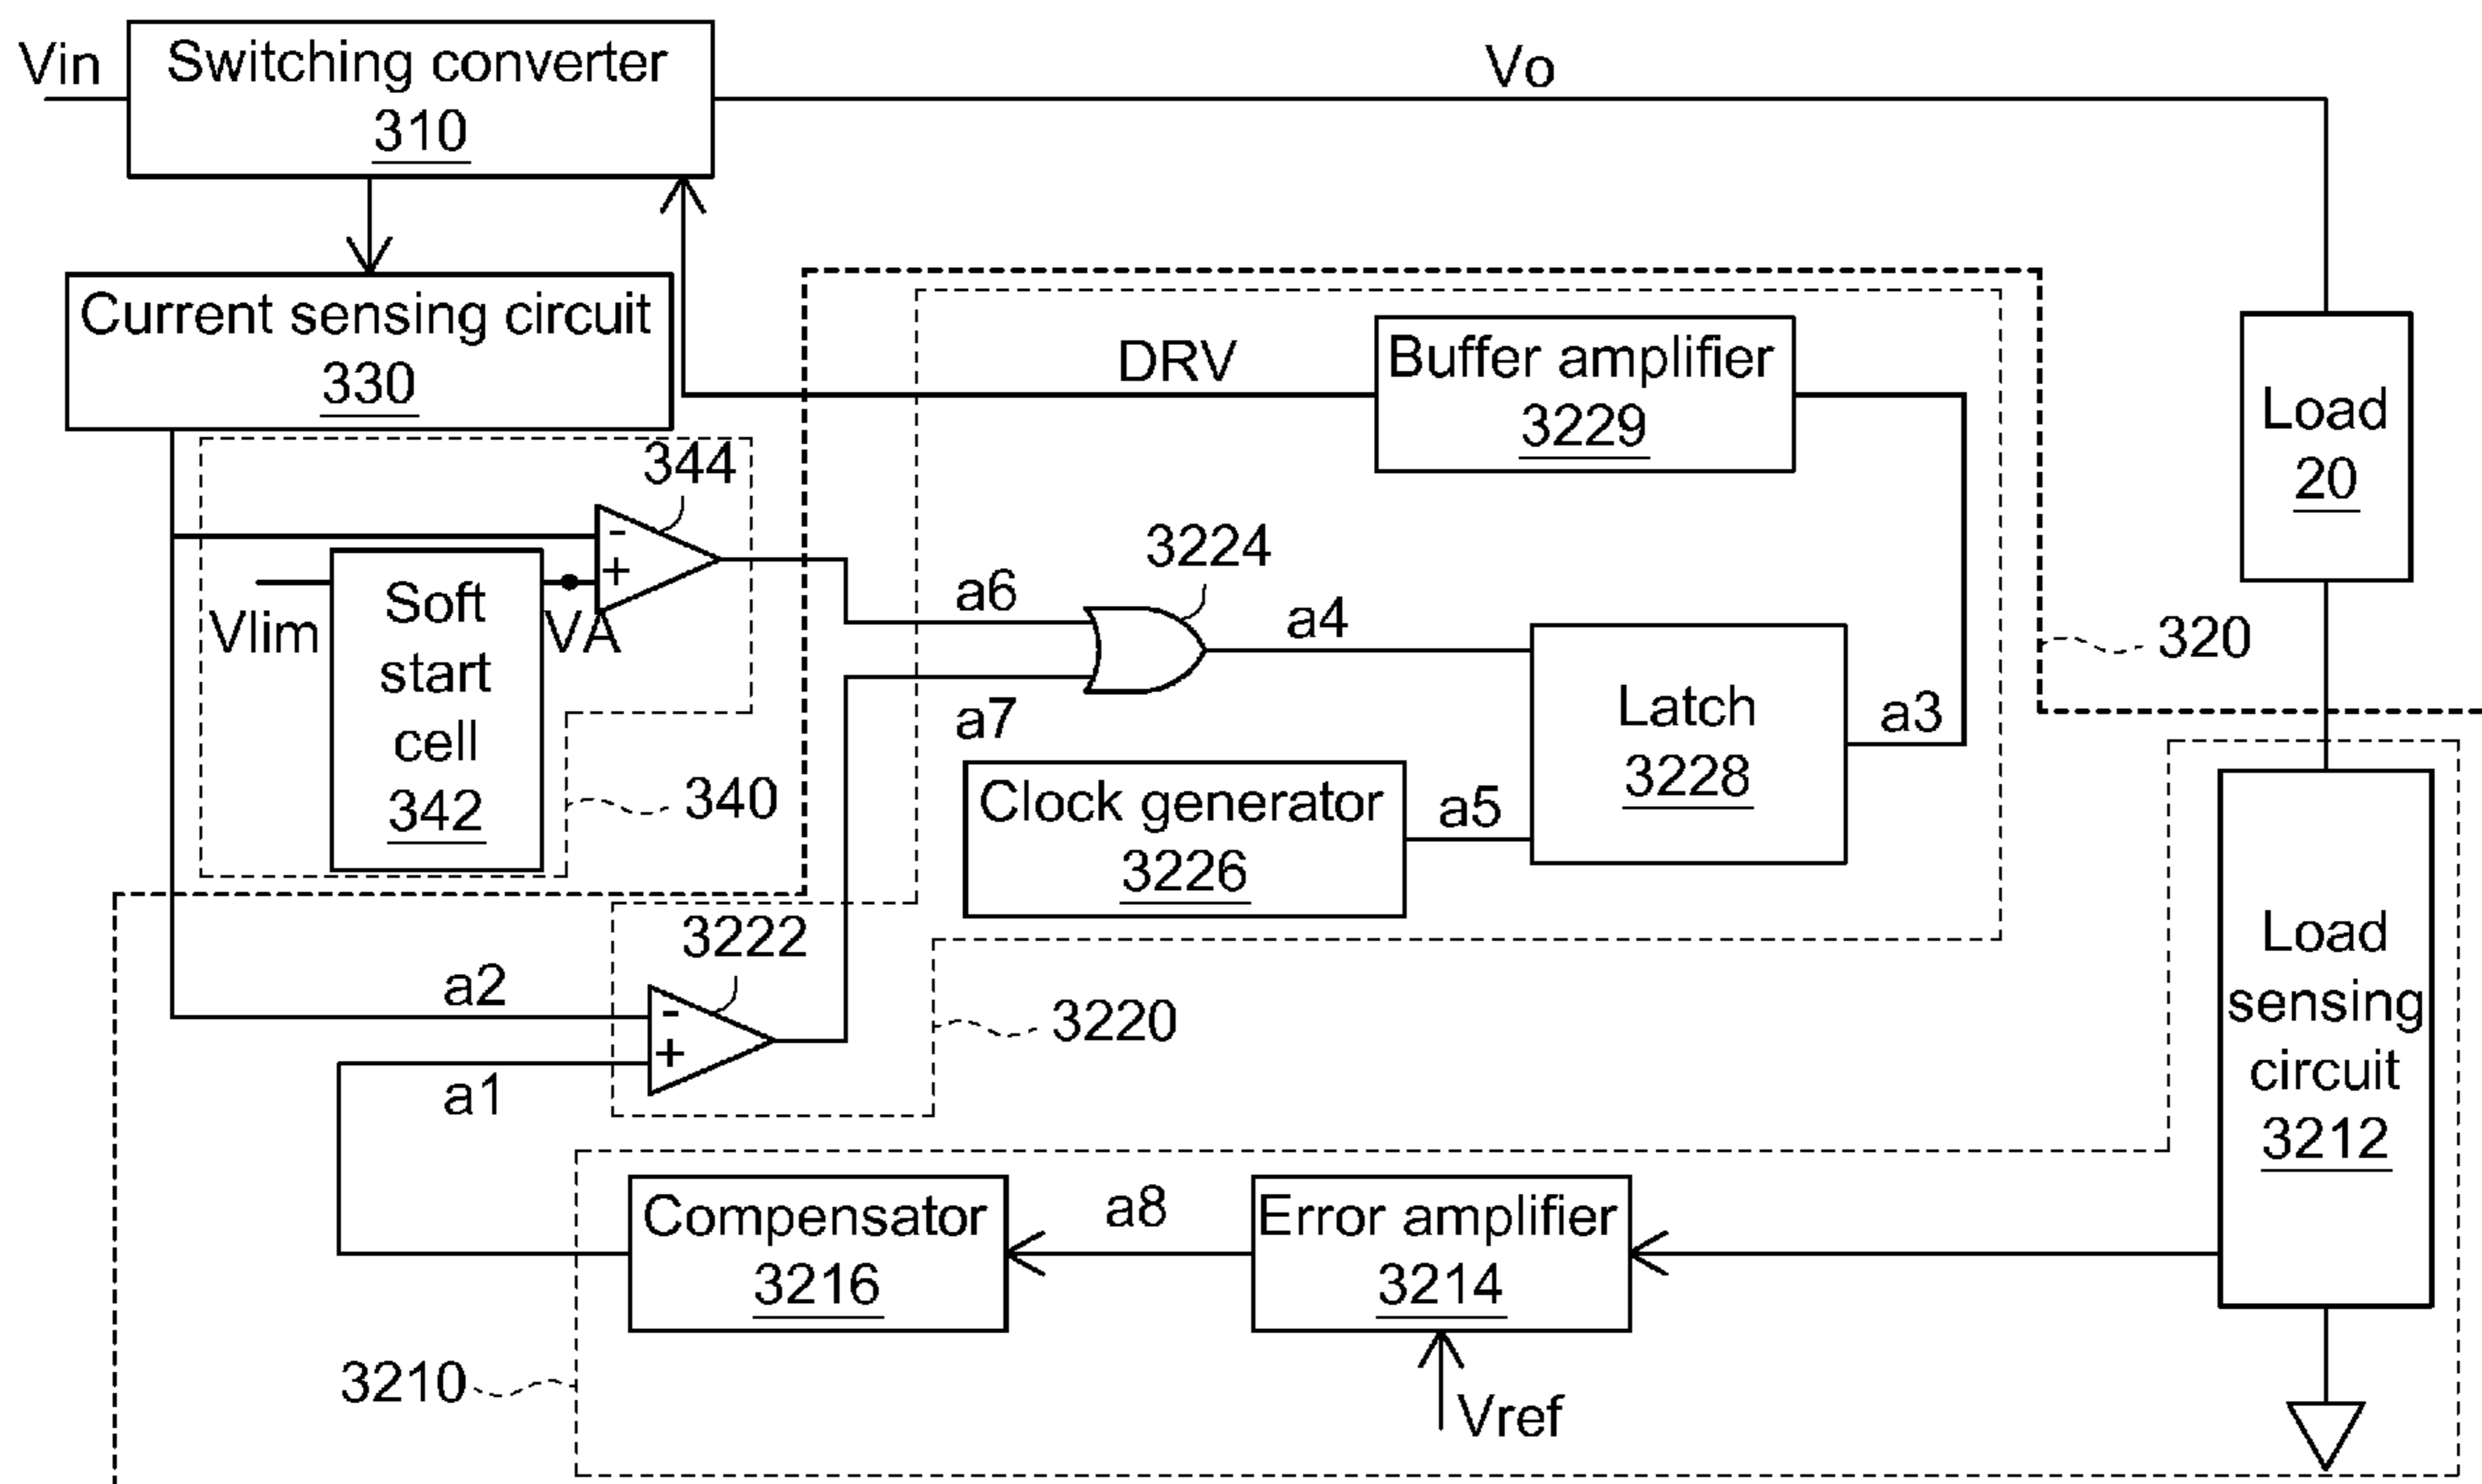 Vin
Switching converter
310
Vo
Current sensing circuit
330
DRV
Buffer amplifier
3229
Load
20
344
-
+
Vlim
Soft
start
cell
342
VA
340
a6
a7
3224
a4
Latch
3228
a3
320
Clock generator
3226
a5
3222
a2
-
+
a1
3220
Load
sensing
circuit
3212
Compensator
3216
a8
Error amplifier
3214
3210
Vref